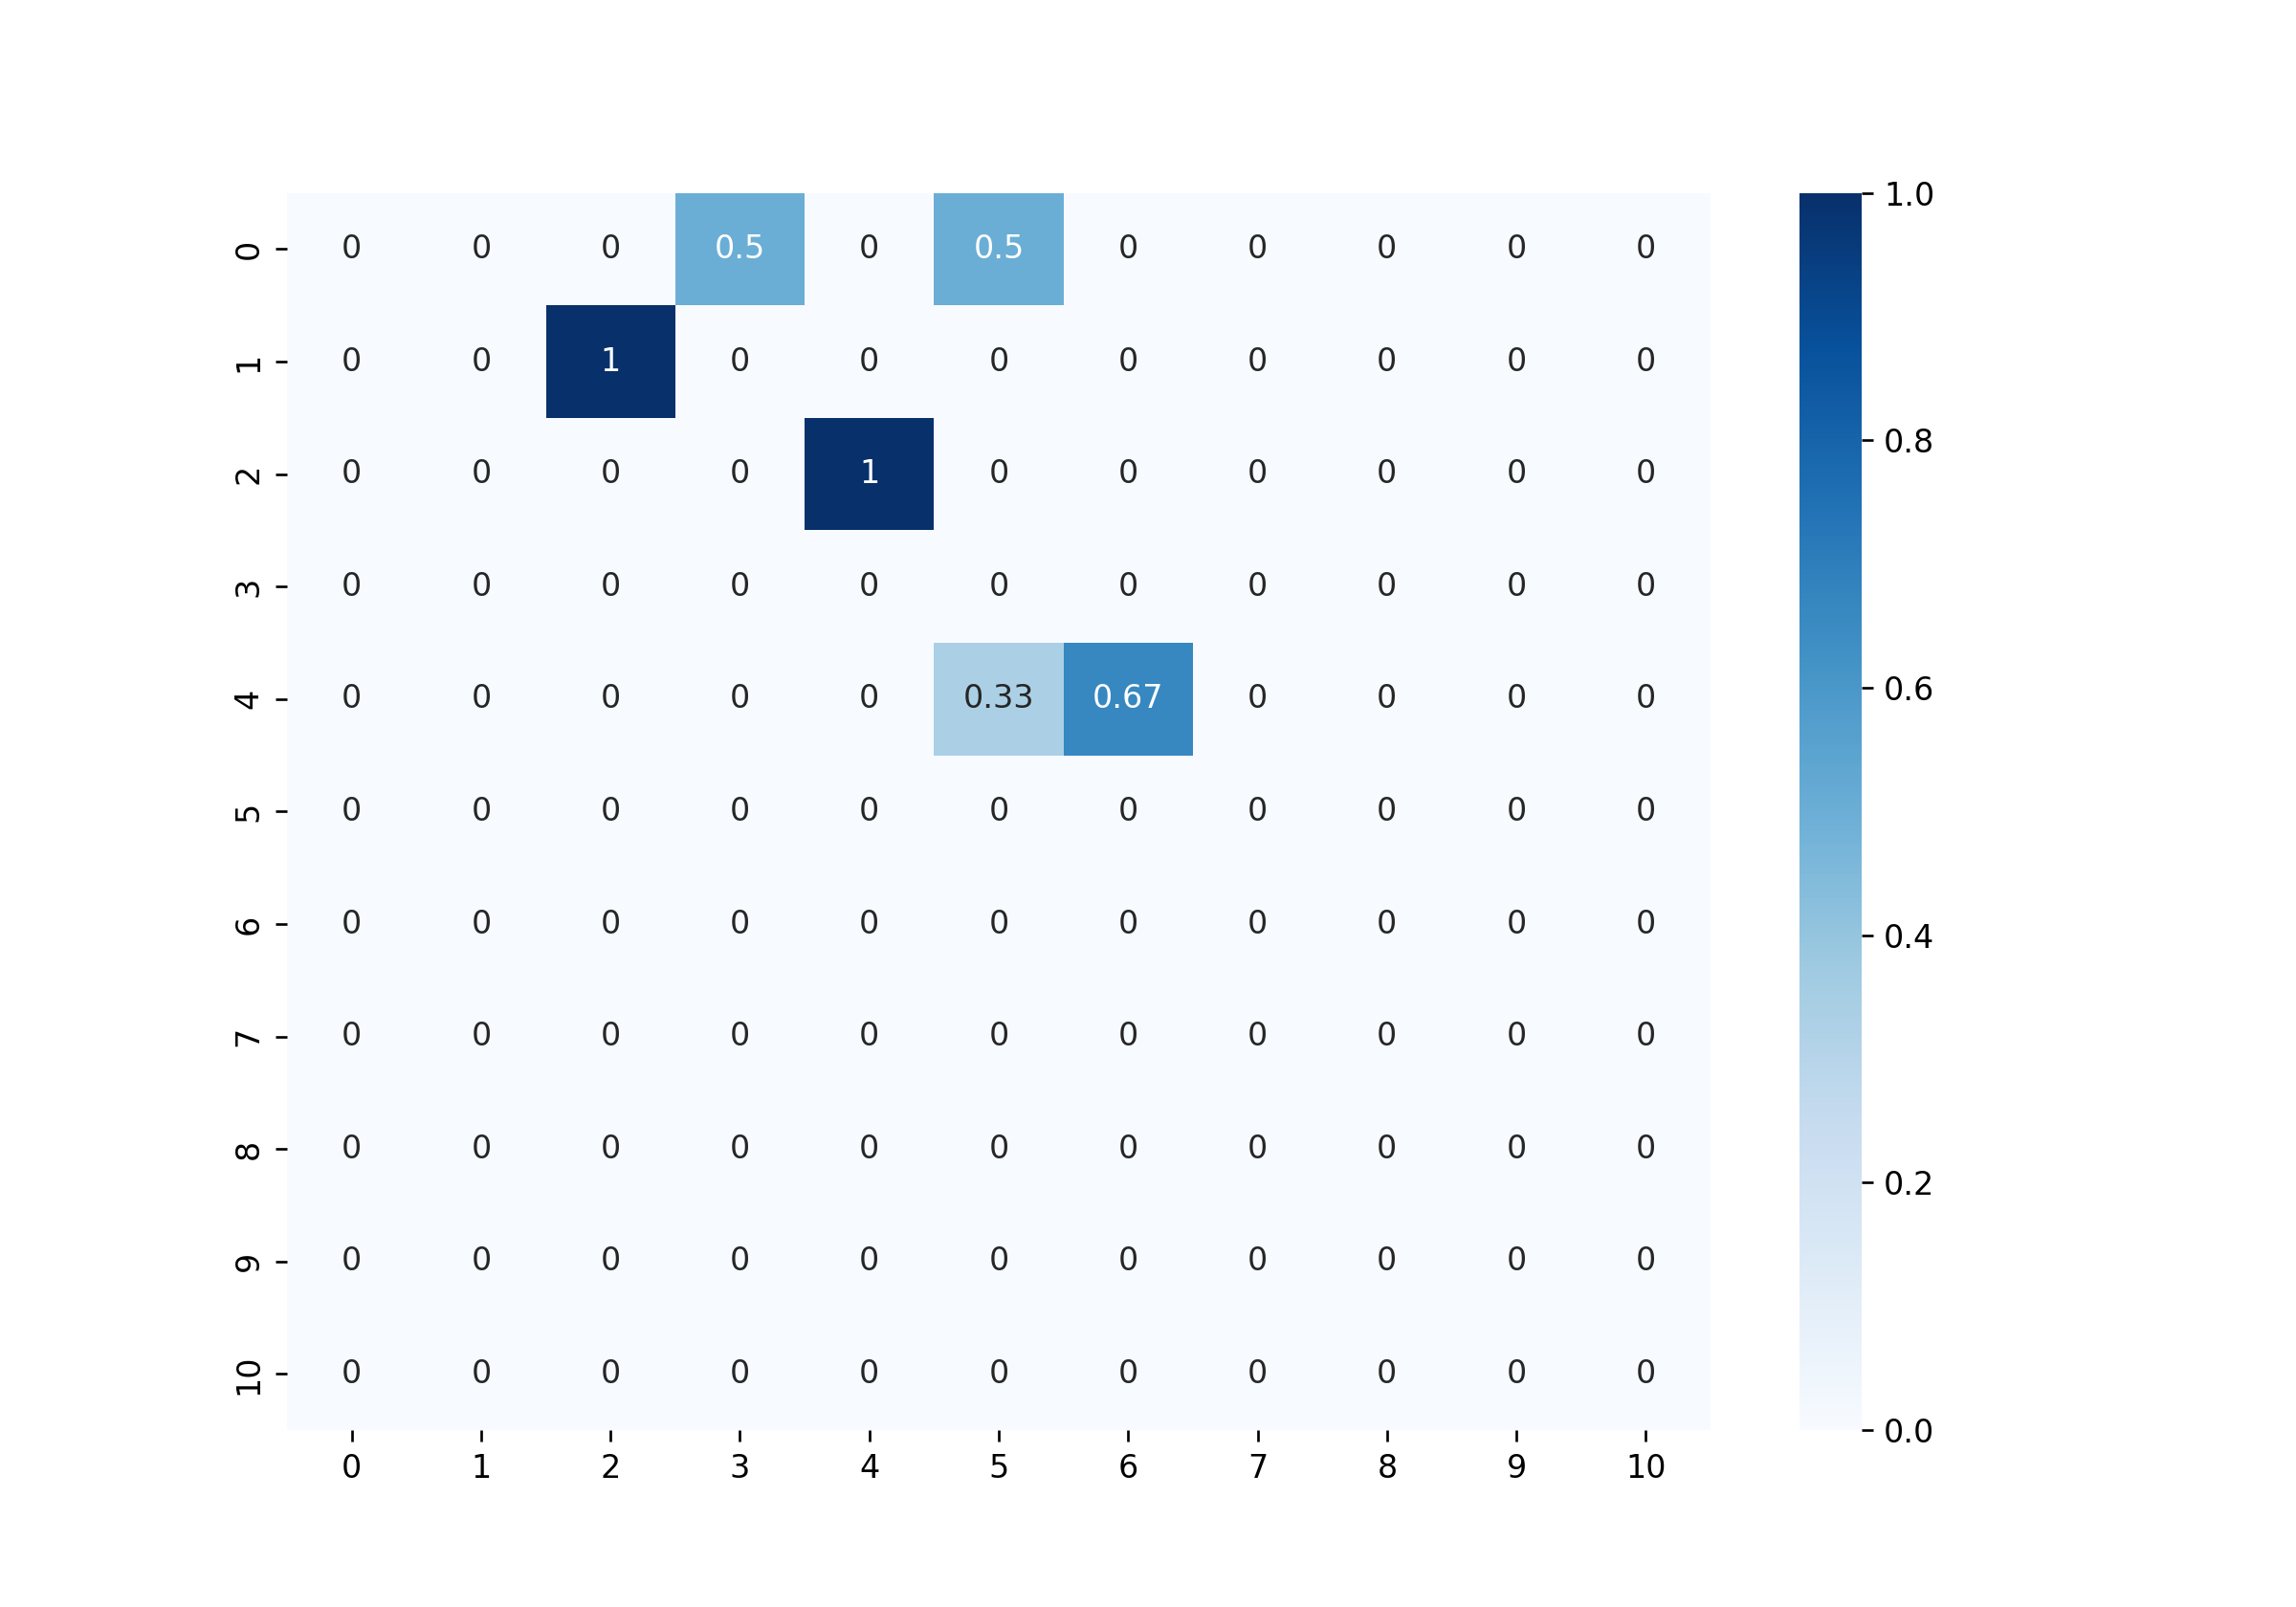 0 0 0 0 0.5 0 0.5 0 0 0 0 0 1.0
1 0 0 1 0 0 0 0 0 0 0 0
0.8
2 0 0 0 0 1 0 0 0 0 0 0
3 0 0 0 0 0 0 0 0 0 0 0
4 0 0 0 0 0 0.33 0.67 0 0 0 0
0.6
5 0 0 0 0 0 0 0 0 0 0 0
6 0 0 0 0 0 0 0 0 0 0 0
0.4
7 0 0 0 0 0 0 0 0 0 0 0
8 0 0 0 0 0 0 0 0 0 0 0
0.2
9 0 0 0 0 0 0 0 0 0 0 0
10 0 0 0 0 0 0 0 0 0 0 0
0.0
0 1 2 3 4 5 6 7 8 9 10